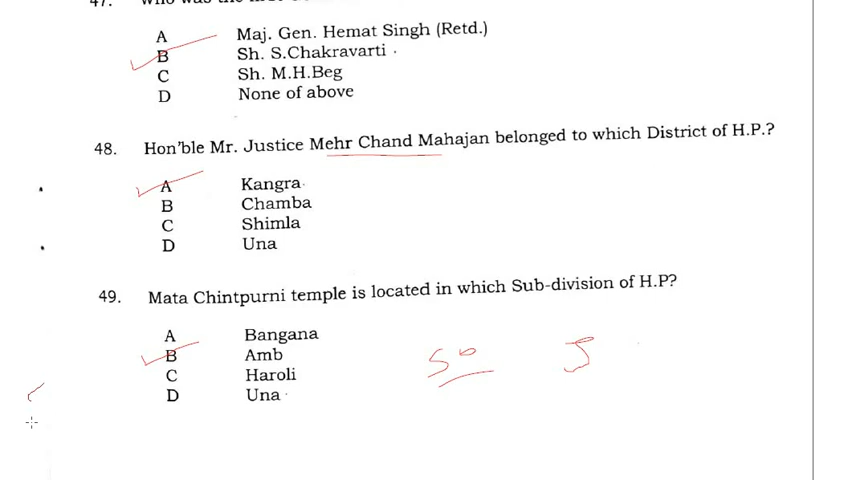 47.
A Maj. Gen. Hemat Singh (Retd.)
B Sh. S.Chakravarti
C Sh. M.H.Beg
D None of above
48. Hon'ble Mr. Justice Mehr Chand Mahajan belonged to which District of H.P.?
A Kangra
B Chamba
C Shimla
D Una
49. Mata Chintpurni temple is located in which Sub-division of H.P?
A Bangana
B Amb
C Haroli
D Una
50